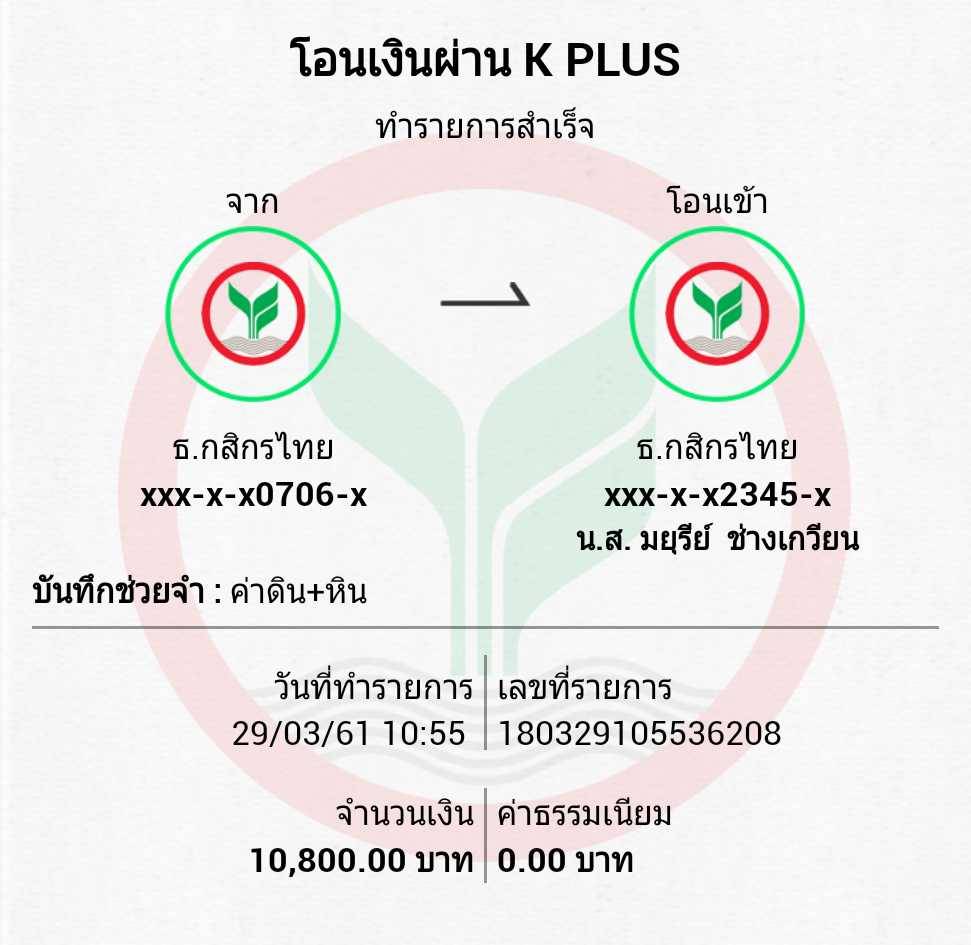 โอนเงินผ่าน K PLUS
ทำรายการสำเร็จ
จาก
โอนเข้า
ธ.กสิกรไทย
xxx-x-x0706-x
ธ.กสิกรไทย
xxx-x-x2345-x
น.ส. มยุรีย์ ช่างเกวียน
บันทึกช่วยจำ : ค่าดิน+หิน
วันที่ทำรายการ
29/03/61 10:55
เลขที่รายการ
180329105536208
จำนวนเงิน
10,800.00 บาท
ค่าธรรมเนียม
0.00 บาท